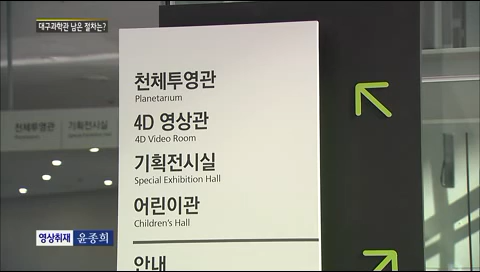 대구과학관 남은 절차는?
천체투영관
Planetarium
4D 영상관
4D Video Room
기획전시실
Special Exhibition Hall
어린이관
Children's Hall
안내
천체투영관
기획전시실
영상취재 윤종희